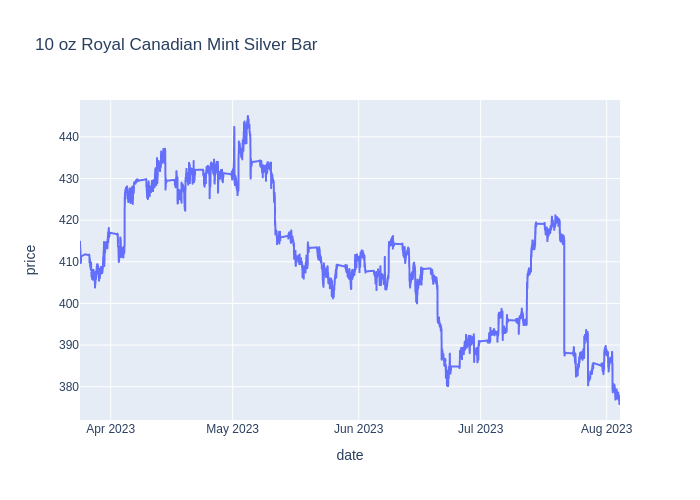 10 oz Royal Canadian Mint Silver Bar
440
430
420
410
400
390
380
price
Apr 2023
May 2023
Jun 2023
Jul 2023
Aug 2023
date